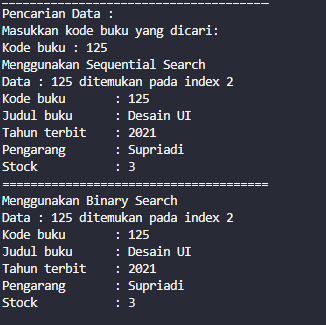 Pencarian Data :
Masukkan kode buku yang dicari:
Kode buku : 125
Menggunakan Sequential Search
Data : 125 ditemukan pada index 2
Kode buku      : 125
Judul buku     : Desain UI
Tahun terbit   : 2021
Pengarang      : Supriadi
Stock          : 3
======================================
Menggunakan Binary Search
Data : 125 ditemukan pada index 2
Kode buku      : 125
Judul buku     : Desain UI
Tahun terbit   : 2021
Pengarang      : Supriadi
Stock          : 3